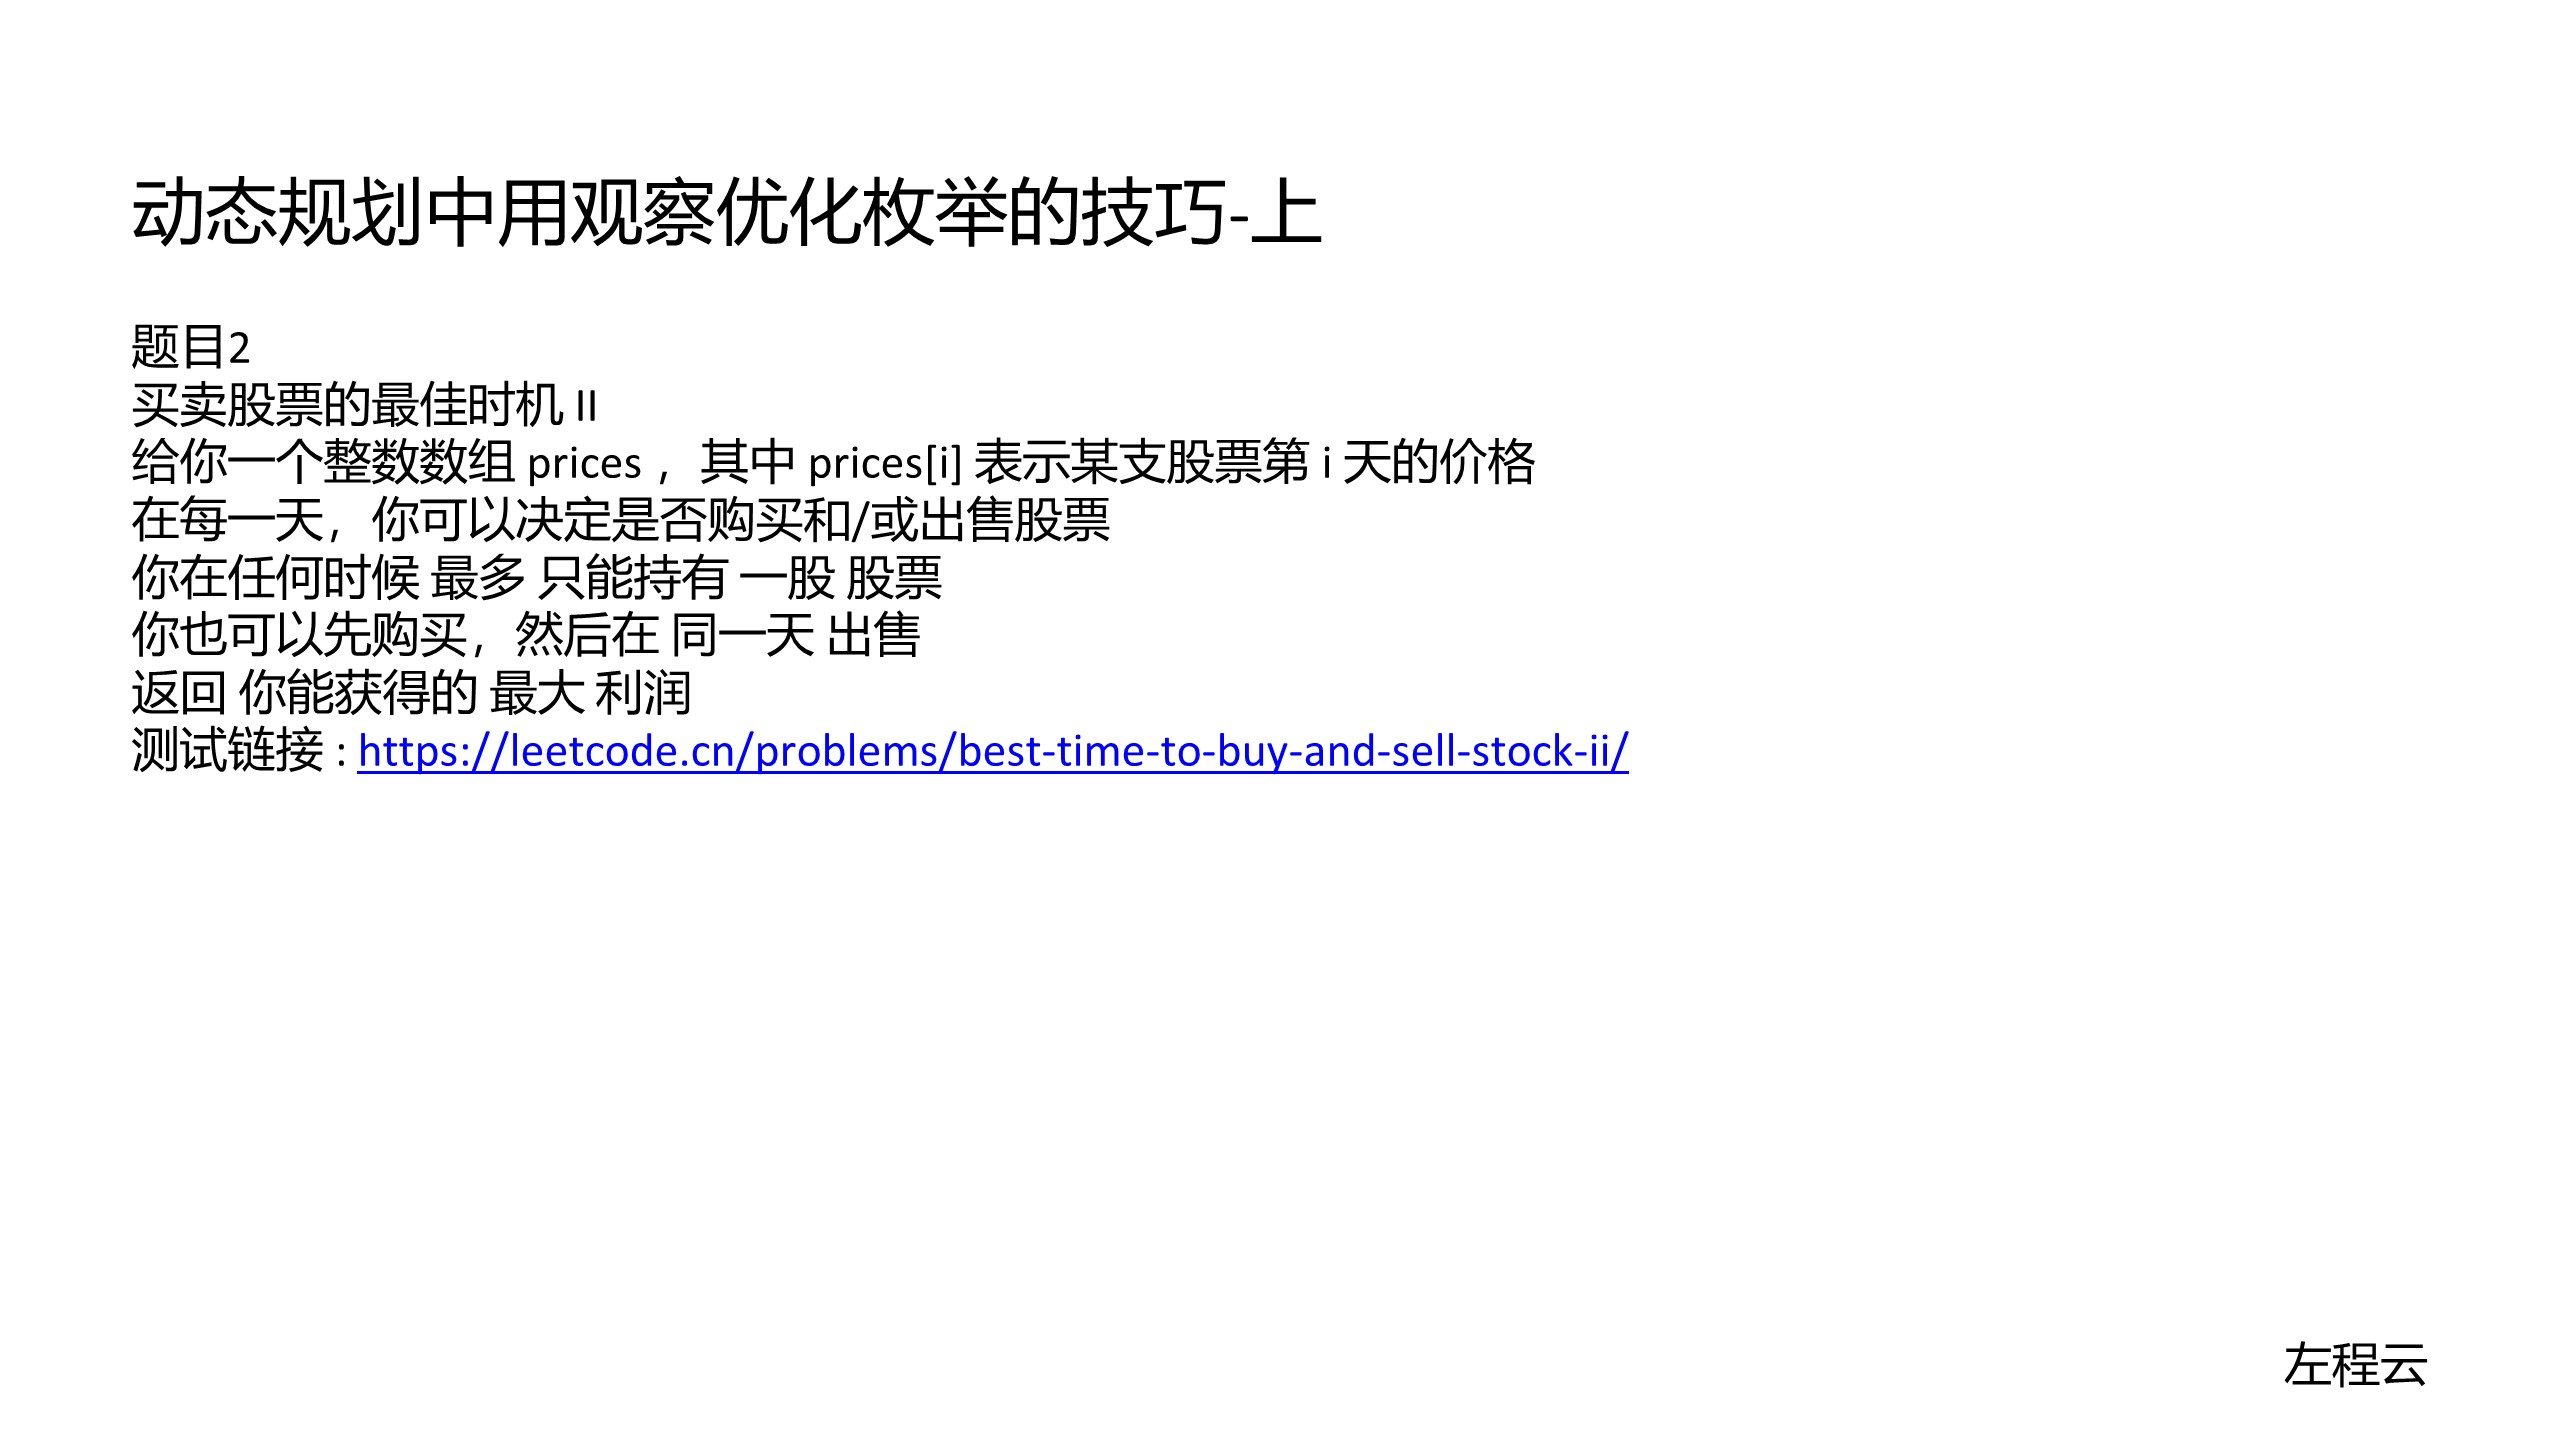 动态规划中用观察优化枚举的技巧-上
题目2
买卖股票的最佳时机 II
给你一个整数数组 prices ，其中 prices[i] 表示某支股票第 i 天的价格
在每一天，你可以决定是否购买和/或出售股票
你在任何时候 最多 只能持有 一股 股票
你也可以先购买，然后在 同一天 出售
返回 你能获得的 最大 利润
测试链接 : https://leetcode.cn/problems/best-time-to-buy-and-sell-stock-ii/
左程云